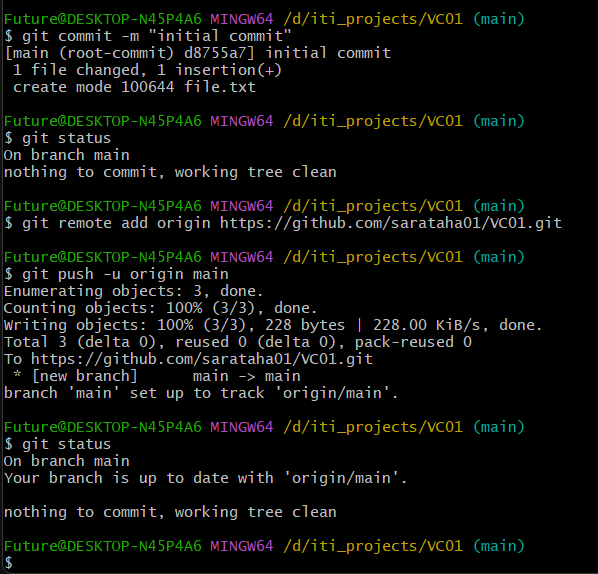 Future@DESKTOP-N45P4A6 MINGW64 /d/iti_projects/VC01 (main)
$ git commit -m "initial commit"
[main (root-commit) d8755a7] initial commit
 1 file changed, 1 insertion(+)
 create mode 100644 file.txt
Future@DESKTOP-N45P4A6 MINGW64 /d/iti_projects/VC01 (main)
$ git status
On branch main
nothing to commit, working tree clean
Future@DESKTOP-N45P4A6 MINGW64 /d/iti_projects/VC01 (main)
$ git remote add origin https://github.com/sarataha01/VC01.git
Future@DESKTOP-N45P4A6 MINGW64 /d/iti_projects/VC01 (main)
$ git push -u origin main
Enumerating objects: 3, done.
Counting objects: 100% (3/3), done.
Writing objects: 100% (3/3), 228 bytes | 228.00 KiB/s, done.
Total 3 (delta 0), reused 0 (delta 0), pack-reused 0
To https://github.com/sarataha01/VC01.git
 * [new branch]      main -> main
branch 'main' set up to track 'origin/main'.
Future@DESKTOP-N45P4A6 MINGW64 /d/iti_projects/VC01 (main)
$ git status
On branch main
Your branch is up to date with 'origin/main'.
nothing to commit, working tree clean
Future@DESKTOP-N45P4A6 MINGW64 /d/iti_projects/VC01 (main)
$